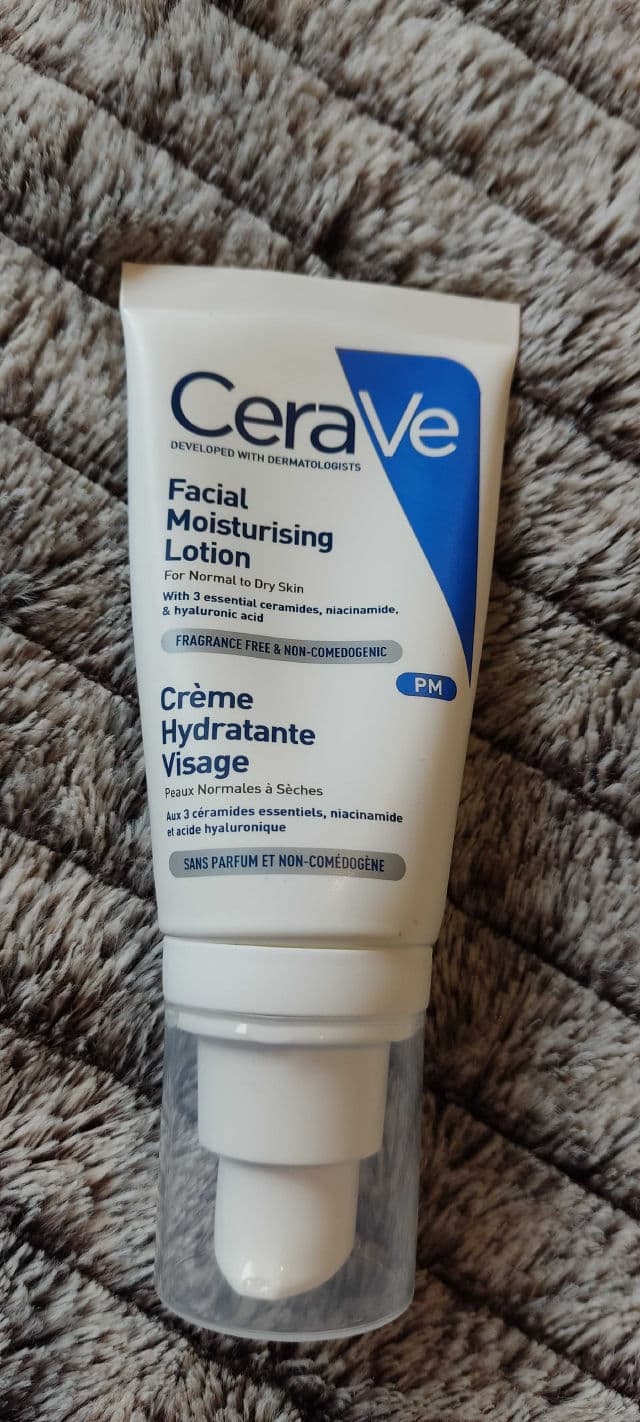 CeraVe
DEVELOPED WITH DERMATOLOGISTS
Facial
Moisturising
Lotion
For Normal to Dry Skin
With 3 essential ceramides, niacinamide,
& hyaluronic acid
FRAGRANCE FREE & NON-COMEDOGENIC
PM
Crème
Hydratante
Visage
Peaux Normales à Sèches
Aux 3 céramides essentiels, niacinamide
et acide hyaluronique
SANS PARFUM ET NON-COMÉDOGÈNE